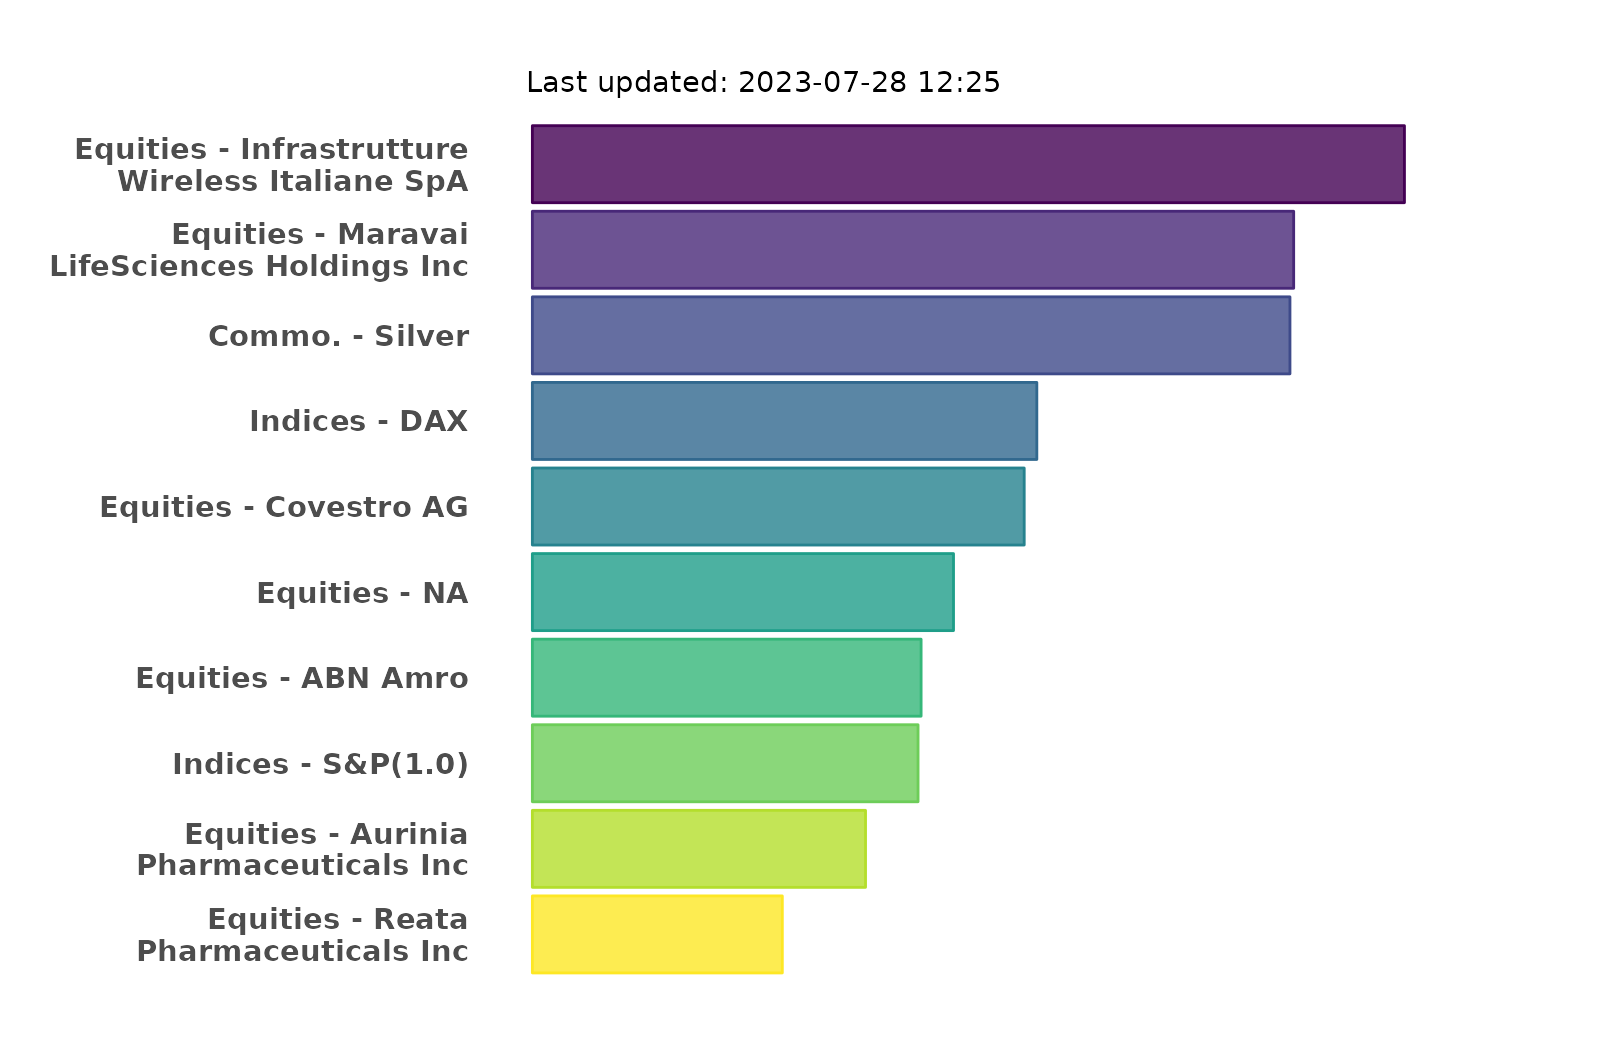 Last updated: 2023-07-28 12:25
Equities - Infrastrutture
Wireless Italiane SpA
Equities - Maravai
LifeSciences Holdings Inc
Commo. - Silver
Indices - DAX
Equities - Covestro AG
Equities - NA
Equities - ABN Amro
Indices - S&P(1.0)
Equities - Aurinia
Pharmaceuticals Inc
Equities - Reata
Pharmaceuticals Inc